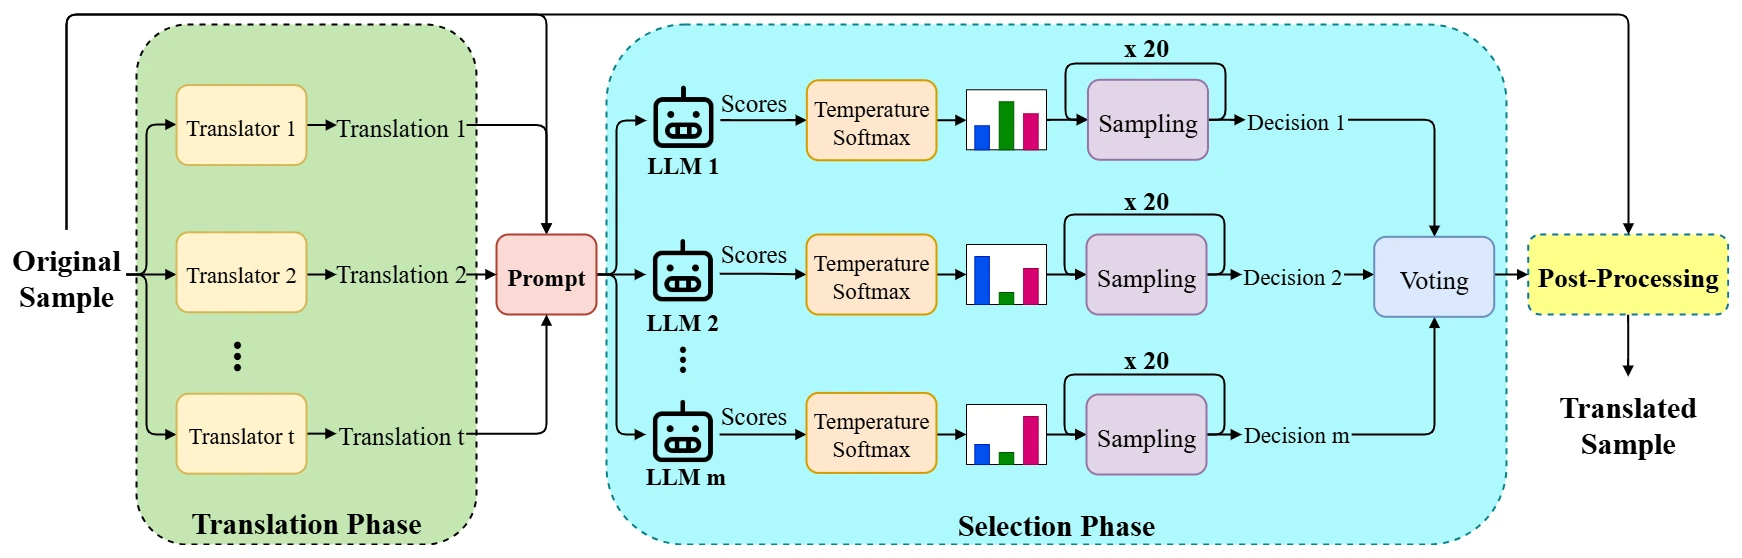 Original
Sample
Translator 1
Translation 1
Translator 2
Translation 2
Translator t
Translation t
Translation Phase
Prompt
LLM 1
Scores
Temperature
Softmax
x 20
Sampling
Decision 1
LLM 2
Scores
Temperature
Softmax
x 20
Sampling
Decision 2
LLM m
Scores
Temperature
Softmax
x 20
Sampling
Decision m
Voting
Selection Phase
Post-Processing
Translated
Sample